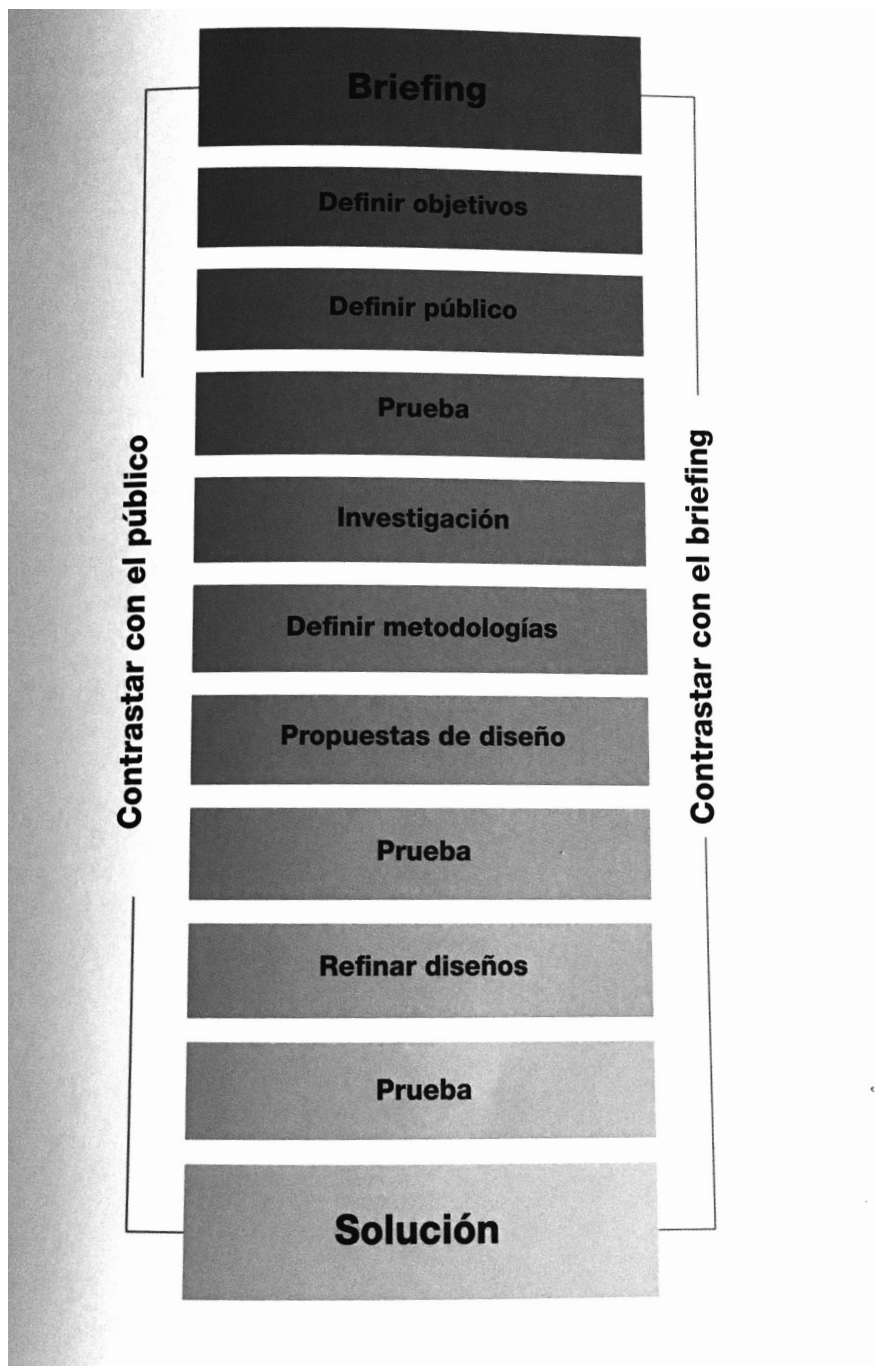 Briefing
Definir objetivos
Definir público
Prueba
Investigación
Definir metodologías
Propuestas de diseño
Prueba
Refinar diseños
Prueba
Solución
Contrastar con el público
Contrastar con el briefing